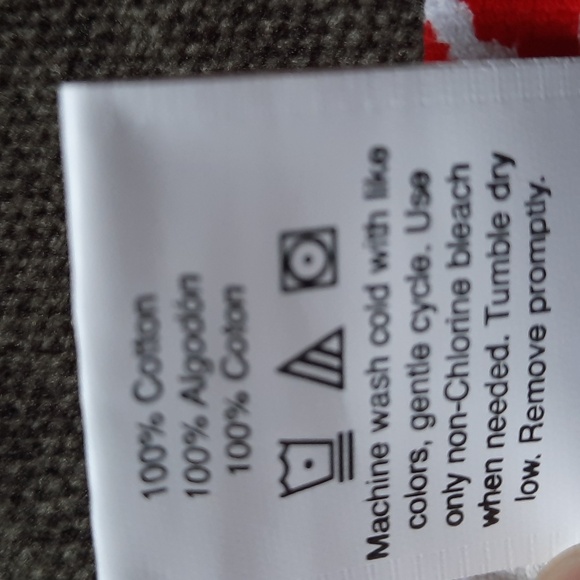 100% Cotton
100% Algodón
100% Coton
Machine wash cold with like
colors, gentle cycle. Use
only non-Chlorine bleach
when needed. Tumble dry
low. Remove promptly.